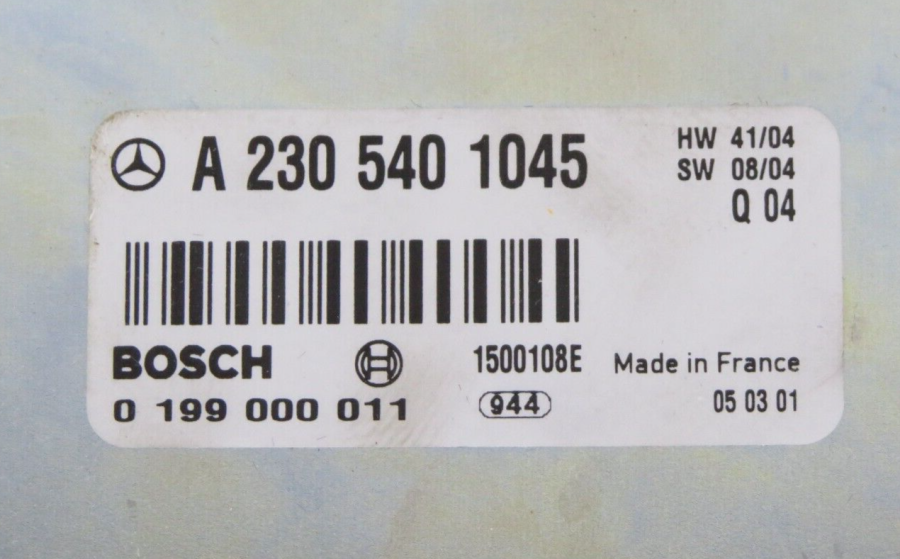 A 230 540 1045
HW 41/04
SW 08/04
Q 04
BOSCH
1500108E
Made in France
0 199 000 011
944
05 03 01